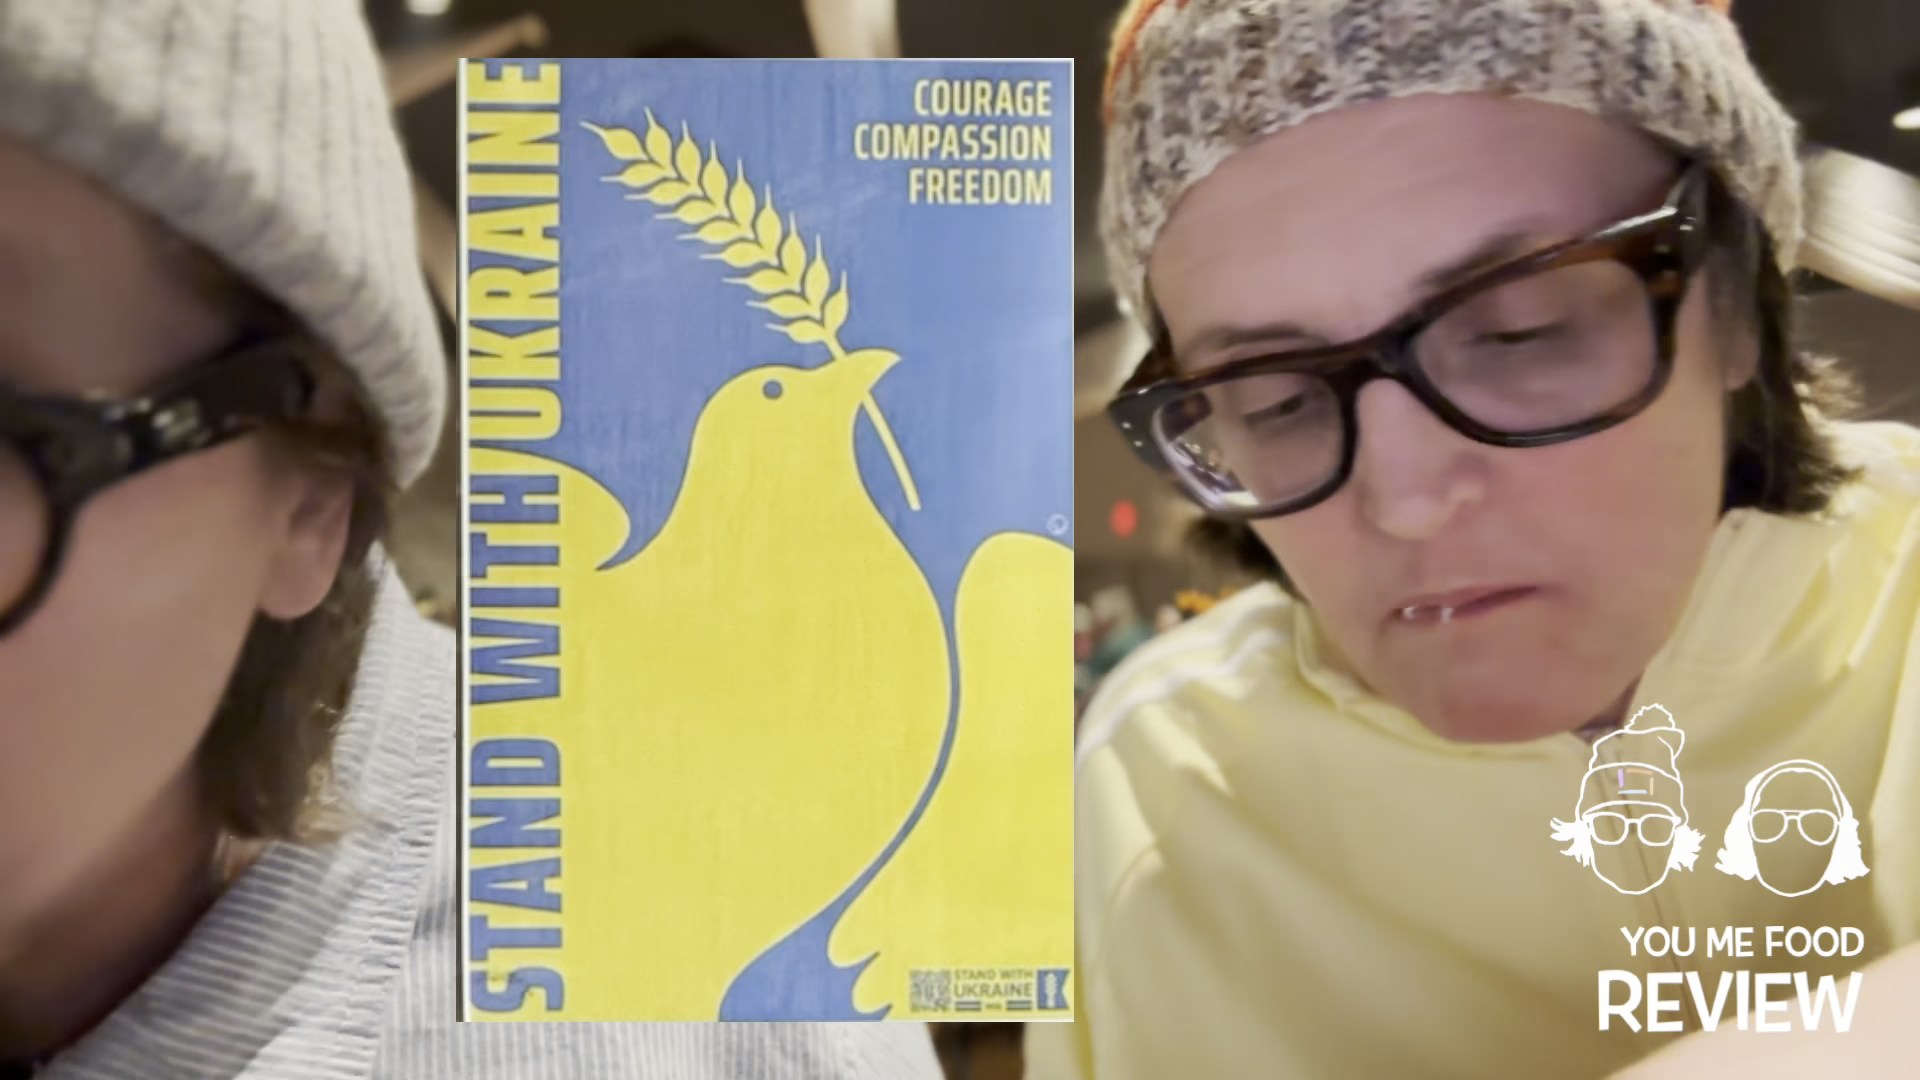 STAND WITH UKRAINE
COURAGE
COMPASSION
FREEDOM
STAND WITH
UKRAINE
YOU ME FOOD
REVIEW